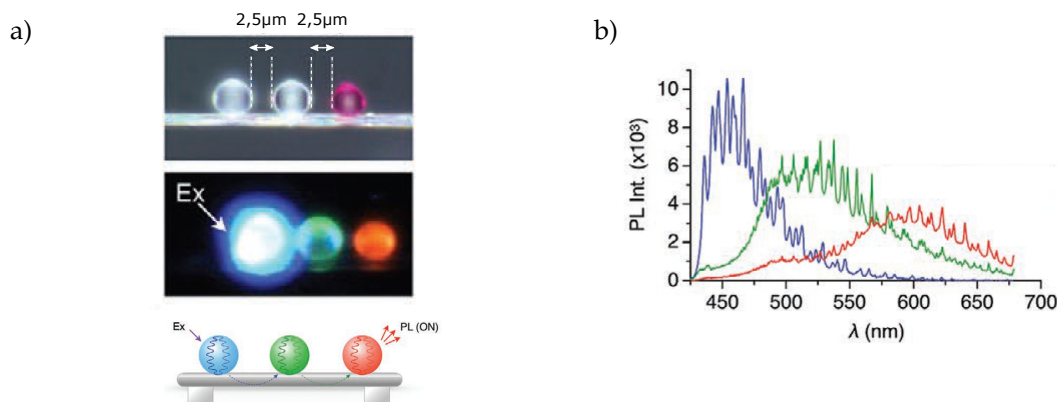 a)
2,5µm 2,5µm
Ex
Ex
PL (ON)
b)
PL Int. (x10³)
10
8
6
4
2
0
450 500 550 600 650 700
λ (nm)